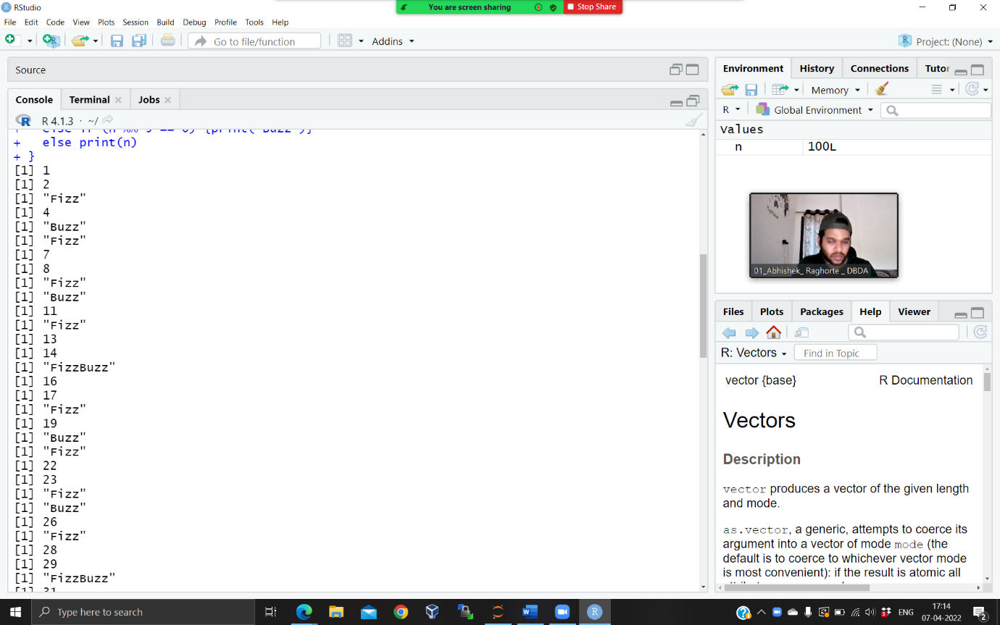 RStudio
You are screen sharing
Stop Share
File Edit Code View Plots Session Build Debug Profile Tools Help
Go to file/function
Addins
Project: (None)
Source
Console Terminal Jobs
R 4.1.3 · ~/
+ else print(n)
+ }
[1] 1
[1] 2
[1] "Fizz"
[1] 4
[1] "Buzz"
[1] "Fizz"
[1] 7
[1] 8
[1] "Fizz"
[1] "Buzz"
[1] 11
[1] "Fizz"
[1] 13
[1] 14
[1] "FizzBuzz"
[1] 16
[1] 17
[1] "Fizz"
[1] 19
[1] "Buzz"
[1] "Fizz"
[1] 22
[1] 23
[1] "Fizz"
[1] "Buzz"
[1] 26
[1] "Fizz"
[1] 28
[1] 29
[1] "FizzBuzz"
[1] 31
Environment History Connections Tutor
Memory
R Global Environment
Values
n 100L
01_Abhishek_ Raghorte _ DBDA
Files Plots Packages Help Viewer
R: Vectors Find in Topic
vector {base} R Documentation
Vectors
Description
vector produces a vector of the given length
and mode.
as.vector, a generic, attempts to coerce its
argument into a vector of mode mode (the
default is to coerce to whichever vector mode
is most convenient): if the result is atomic all
Type here to search
ENG
17:14
07-04-2022
2